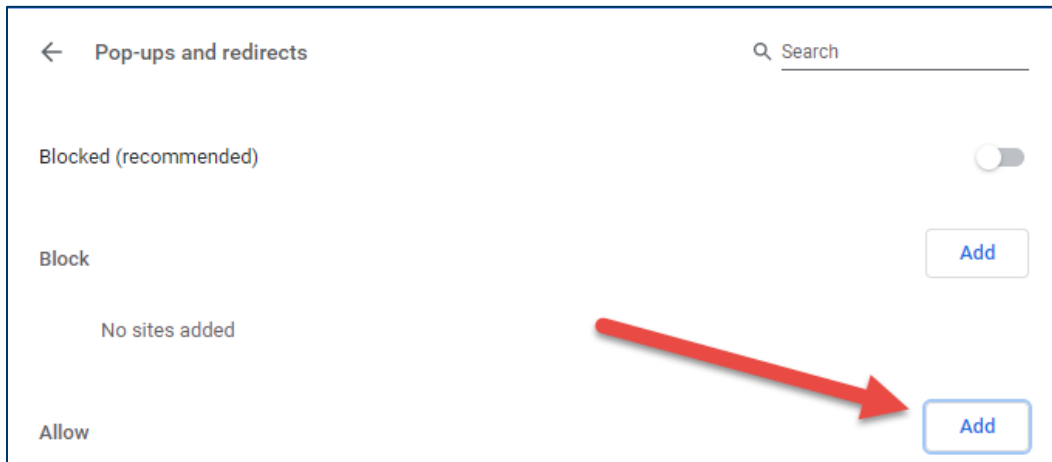 Pop-ups and redirects
Search
Blocked (recommended)
Block
Add
No sites added
Allow
Add